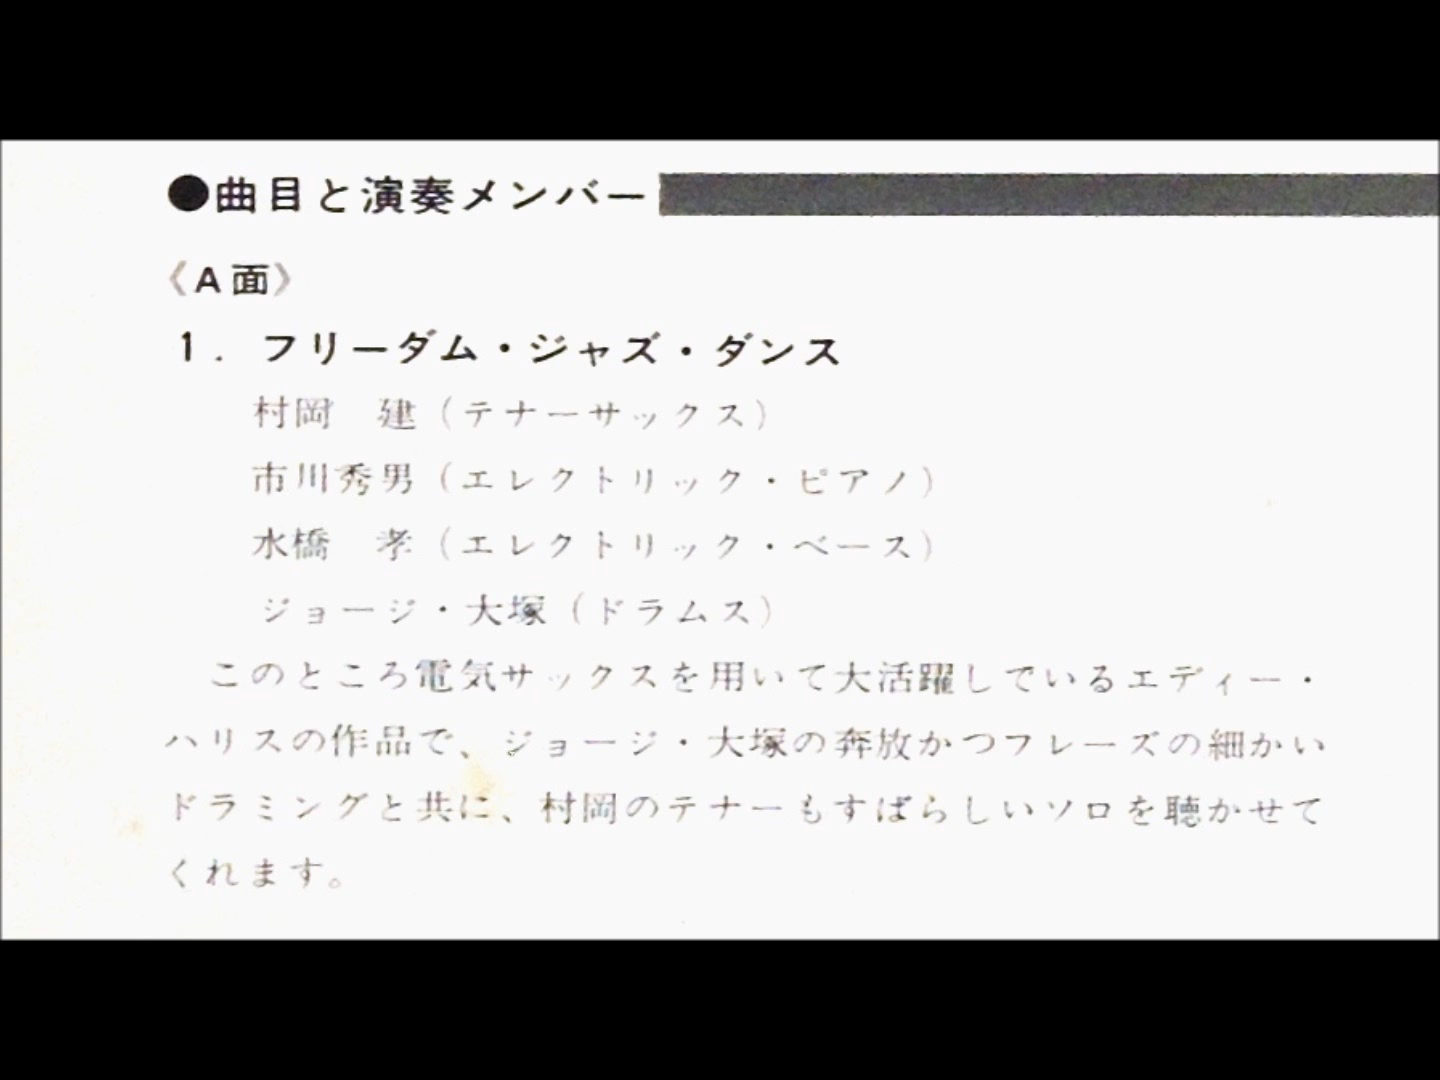 ●曲目と演奏メンバー
《A面》
1. フリーダム・ジャズ・ダンス
村岡　建（テナーサックス）
市川秀男（エレクトリック・ピアノ）
水橋　孝（エレクトリック・ベース）
ジョージ・大塚（ドラムス）
このところ電気サックスを用いて大活躍しているエディー・
ハリスの作品で、ジョージ・大塚の奔放かつフレーズの細かい
ドラミングと共に、村岡のテナーもすばらしいソロを聴かせて
くれます。